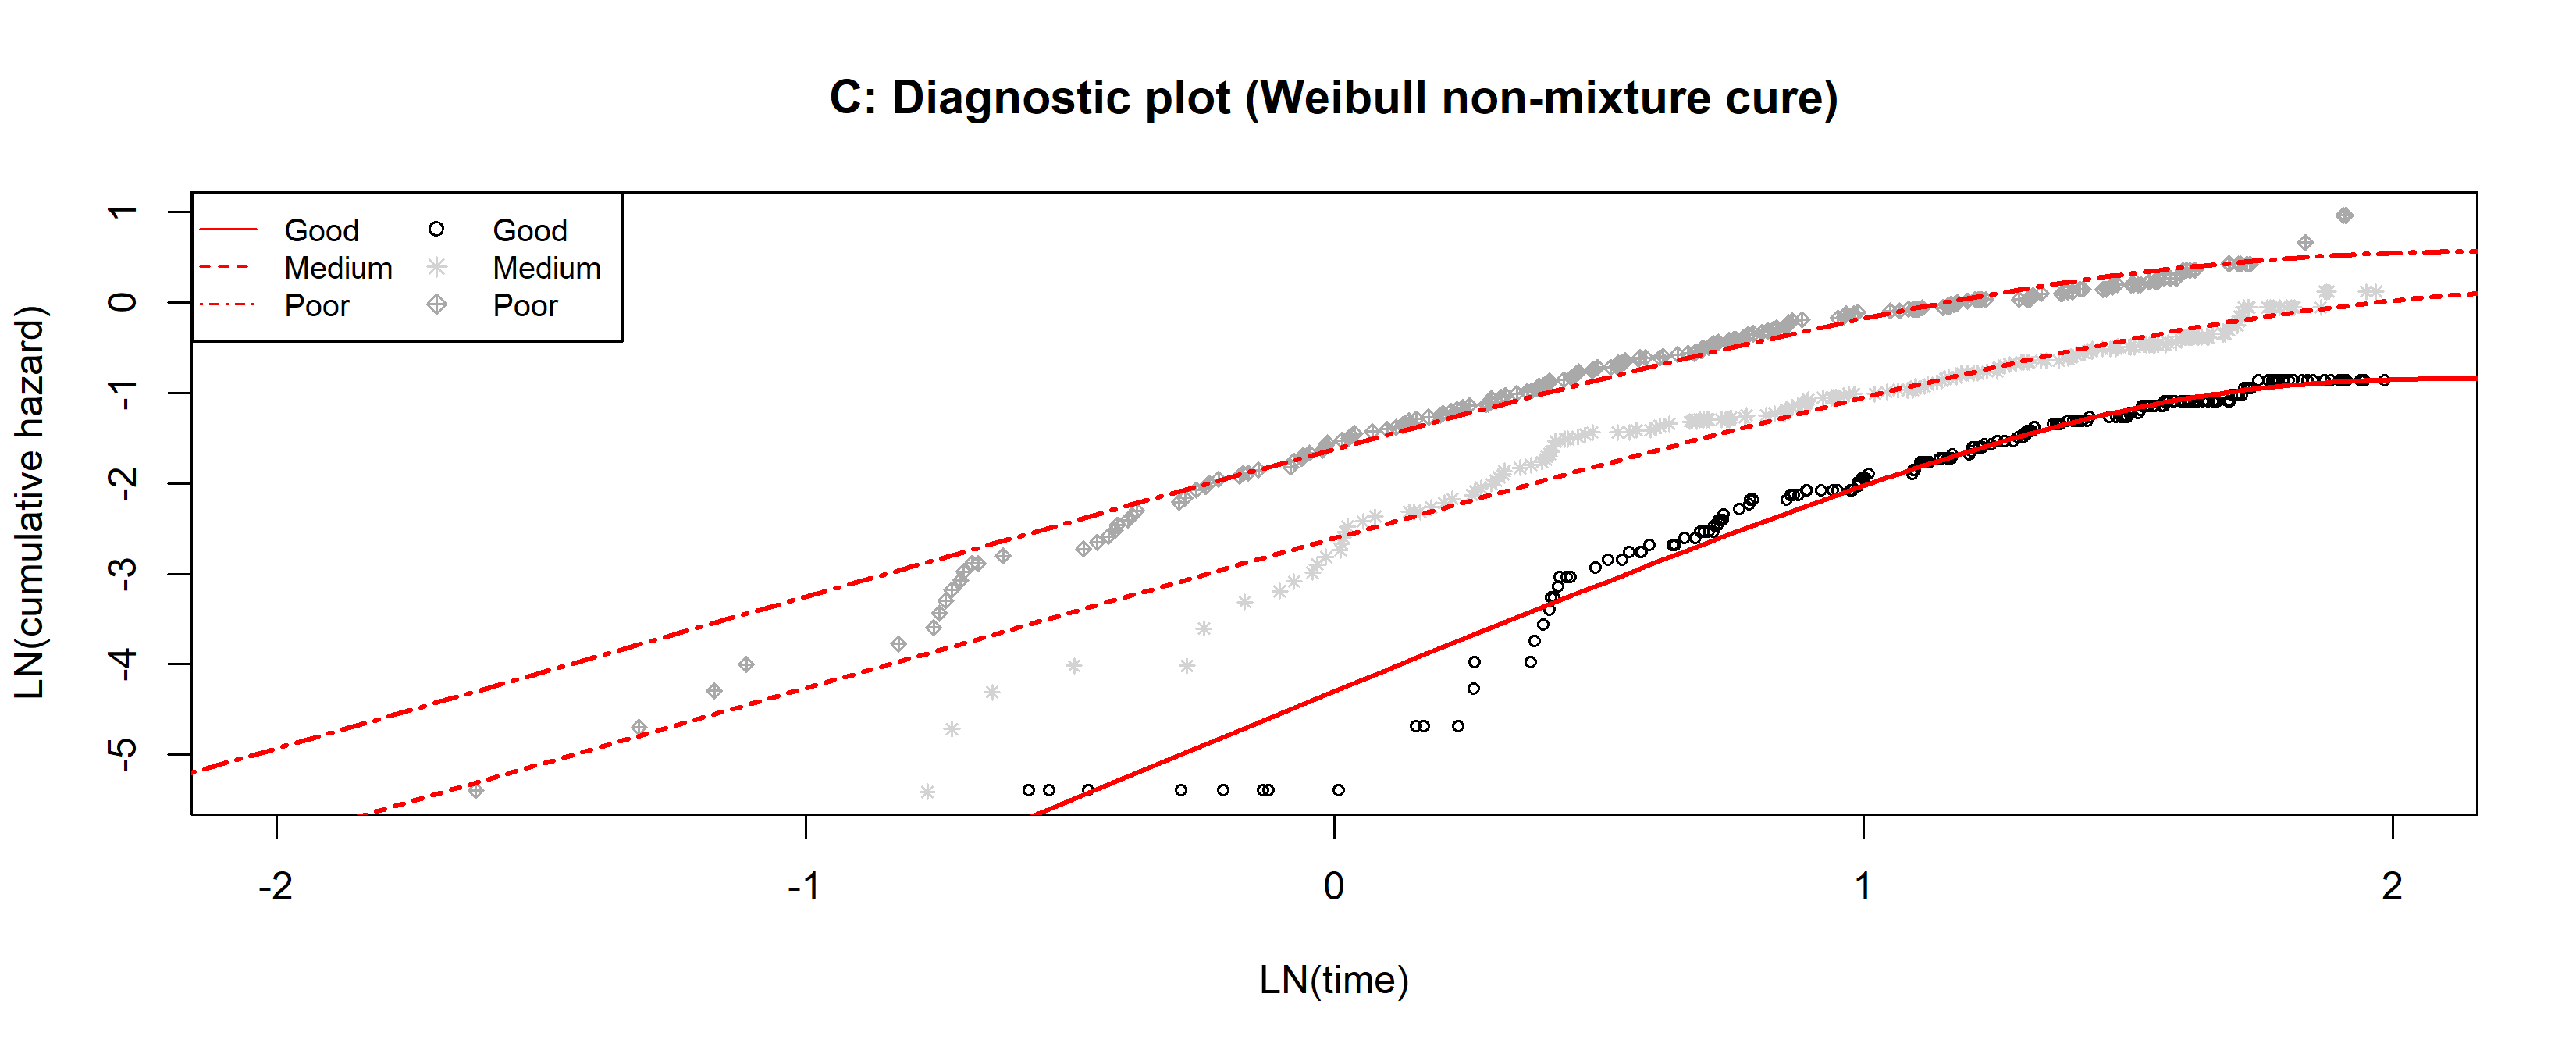 C: Diagnostic plot (Weibull non-mixture cure)
LN(cumulative hazard)
1
0
-1
-2
-3
-4
-5
Good Good
Medium Medium
Poor Poor
-2 -1 0 1 2
LN(time)